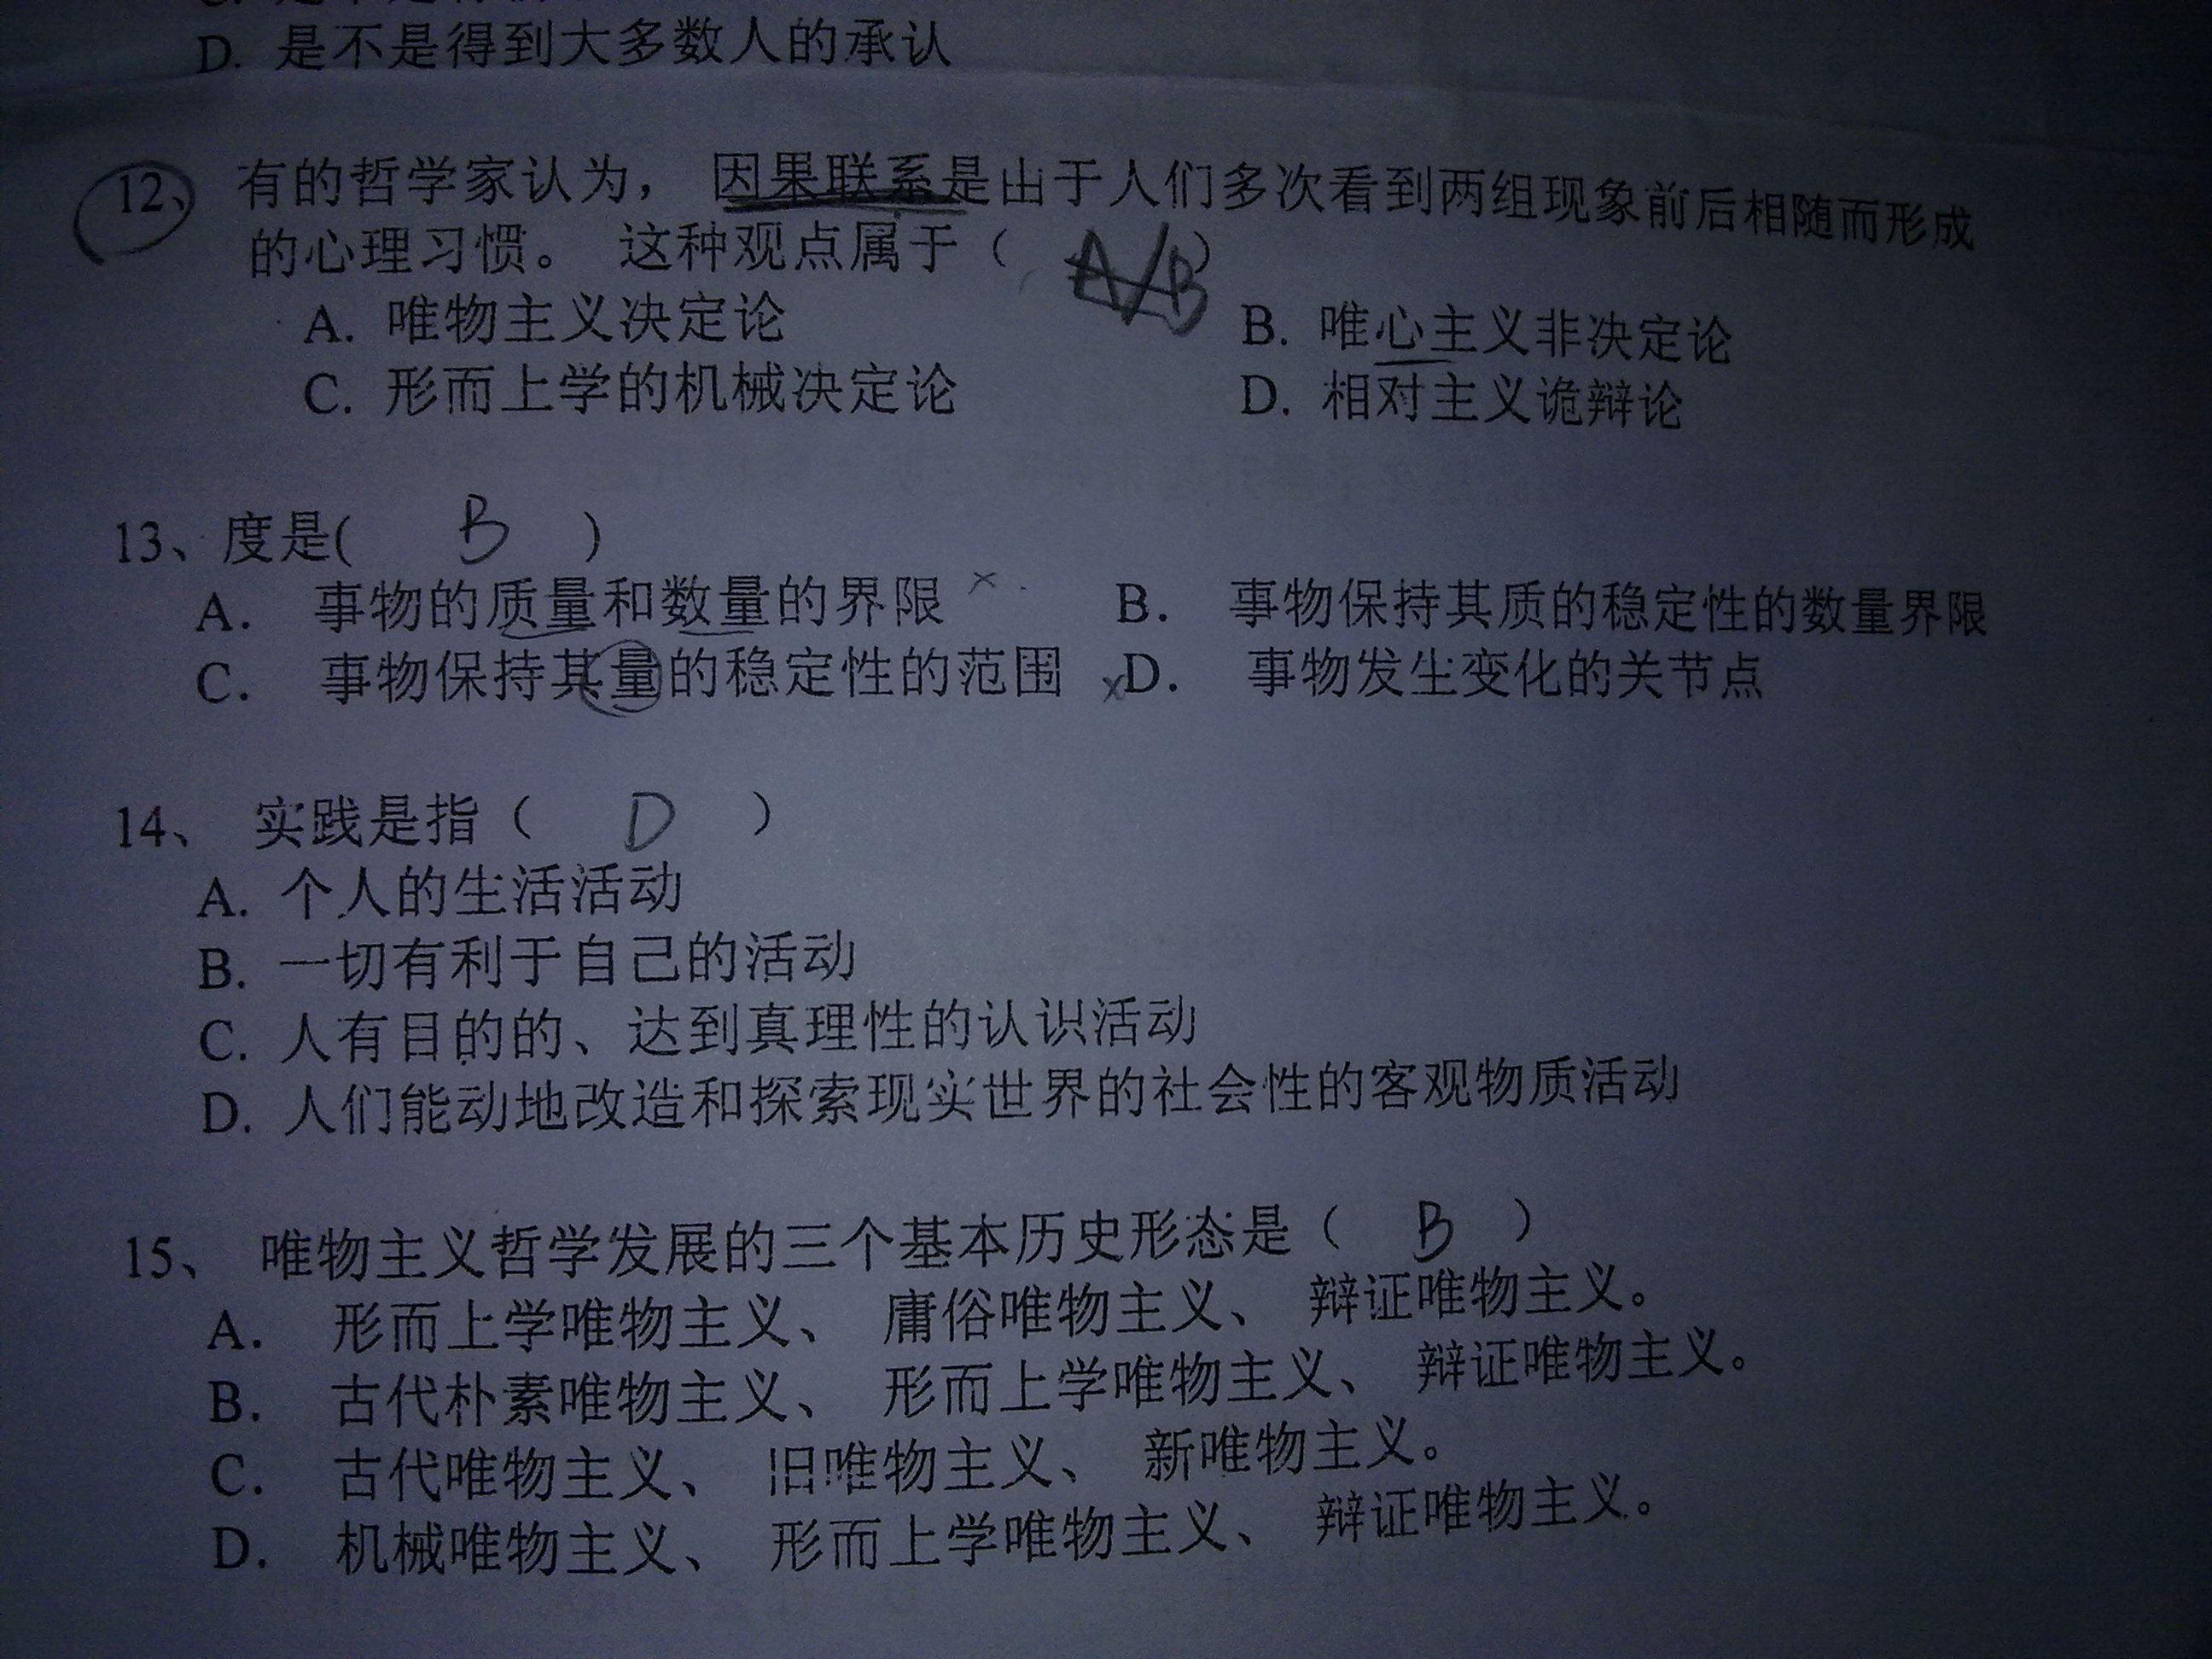 D. 是不是得到大多数人的承认
12、 有的哲学家认为， 因果联系是由于人们多次看到两组现象前后相随而形成
的心理习惯。 这种观点属于（ A/B ）
A. 唯物主义决定论 B. 唯心主义非决定论
C. 形而上学的机械决定论 D. 相对主义诡辩论
13、度是( B )
A. 事物的质量和数量的界限 × B. 事物保持其质的稳定性的数量界限
C. 事物保持其量的稳定性的范围 ×D. 事物发生变化的关节点
14、 实践是指（ D ）
A. 个人的生活活动
B. 一切有利于自己的活动
C. 人有目的的、达到真理性的认识活动
D. 人们能动地改造和探索现实世界的社会性的客观物质活动
15、 唯物主义哲学发展的三个基本历史形态是（ B ）
A. 形而上学唯物主义、 庸俗唯物主义、 辩证唯物主义。
B. 古代朴素唯物主义、 形而上学唯物主义、 辩证唯物主义。
C. 古代唯物主义、 旧唯物主义、 新唯物主义。
D. 机械唯物主义、 形而上学唯物主义、 辩证唯物主义。